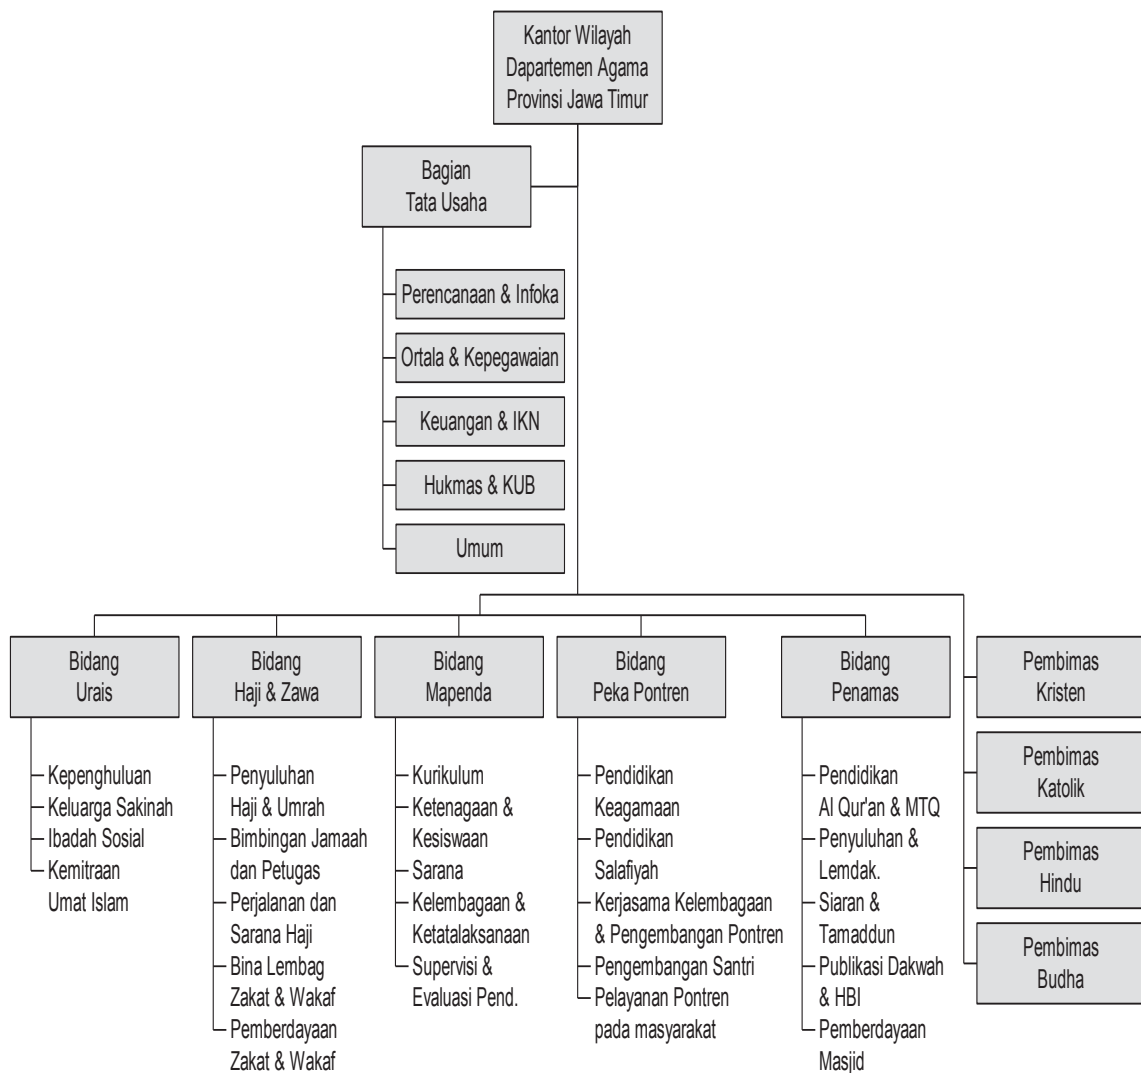 Kantor Wilayah
Dapartemen Agama
Provinsi Jawa Timur
Bagian
Tata Usaha
Perencanaan & Infoka
Ortala & Kepegawaian
Keuangan & IKN
Hukmas & KUB
Umum
Bidang
Urais
Kepenghuluan
Keluarga Sakinah
Ibadah Sosial
Kemitraan
Umat Islam
Bidang
Haji & Zawa
Penyuluhan
Haji & Umrah
Bimbingan Jamaah
dan Petugas
Perjalanan dan
Sarana Haji
Bina Lembag
Zakat & Wakaf
Pemberdayaan
Zakat & Wakaf
Bidang
Mapenda
Kurikulum
Ketenagaan &
Kesiswaan
Sarana
Kelembagaan &
Ketatalaksanaan
Supervisi &
Evaluasi Pend.
Bidang
Peka Pontren
Pendidikan
Keagamaan
Pendidikan
Salafiyah
Kerjasama Kelembagaan
& Pengembangan Pontren
Pengembangan Santri
Pelayanan Pontren
pada masyarakat
Bidang
Penamas
Pendidikan
Al Qur'an & MTQ
Penyuluhan &
Lemdak.
Siaran &
Tamaddun
Publikasi Dakwah
& HBI
Pemberdayaan
Masjid
Pembimas
Kristen
Pembimas
Katolik
Pembimas
Hindu
Pembimas
Budha